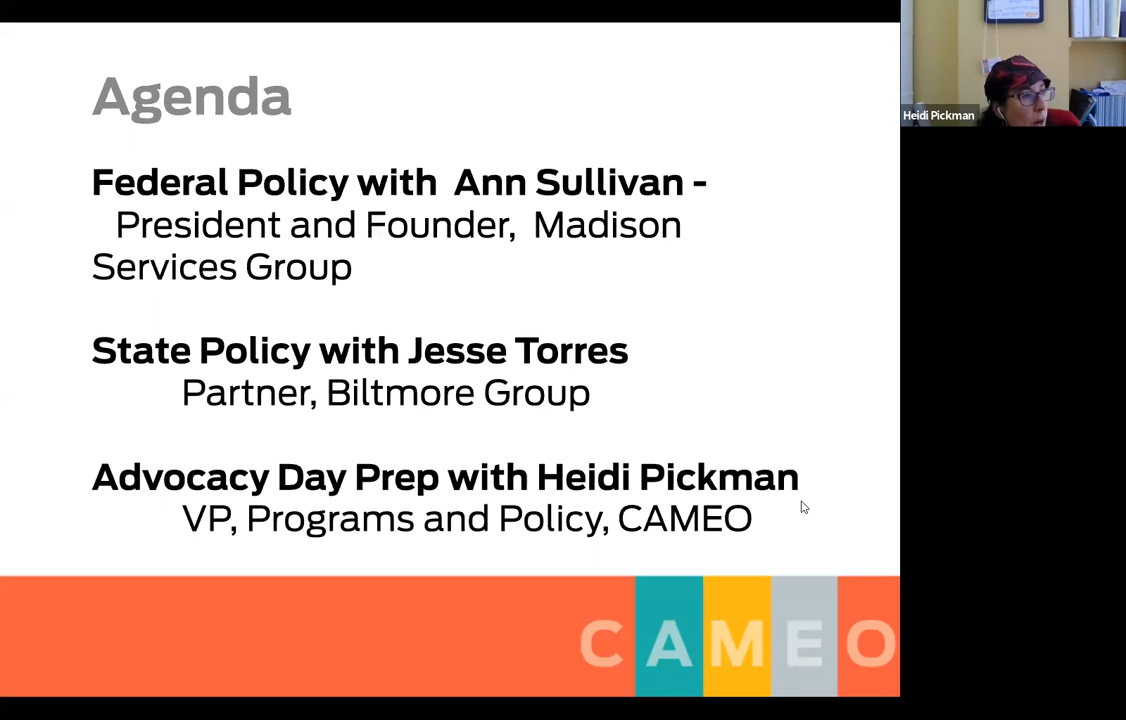 Agenda
Federal Policy with Ann Sullivan -
President and Founder, Madison
Services Group
State Policy with Jesse Torres
Partner, Biltmore Group
Advocacy Day Prep with Heidi Pickman
VP, Programs and Policy, CAMEO
CAMEO
Heidi Pickman